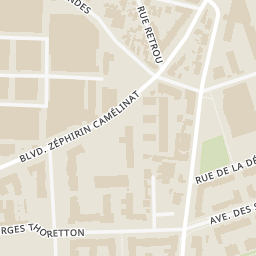 NDES
RUE RETROU
BLVD. ZÉPHIRIN CAMÉLINAT
RUE DE LA DÉ
AVE. DES S
RGES THORETTON